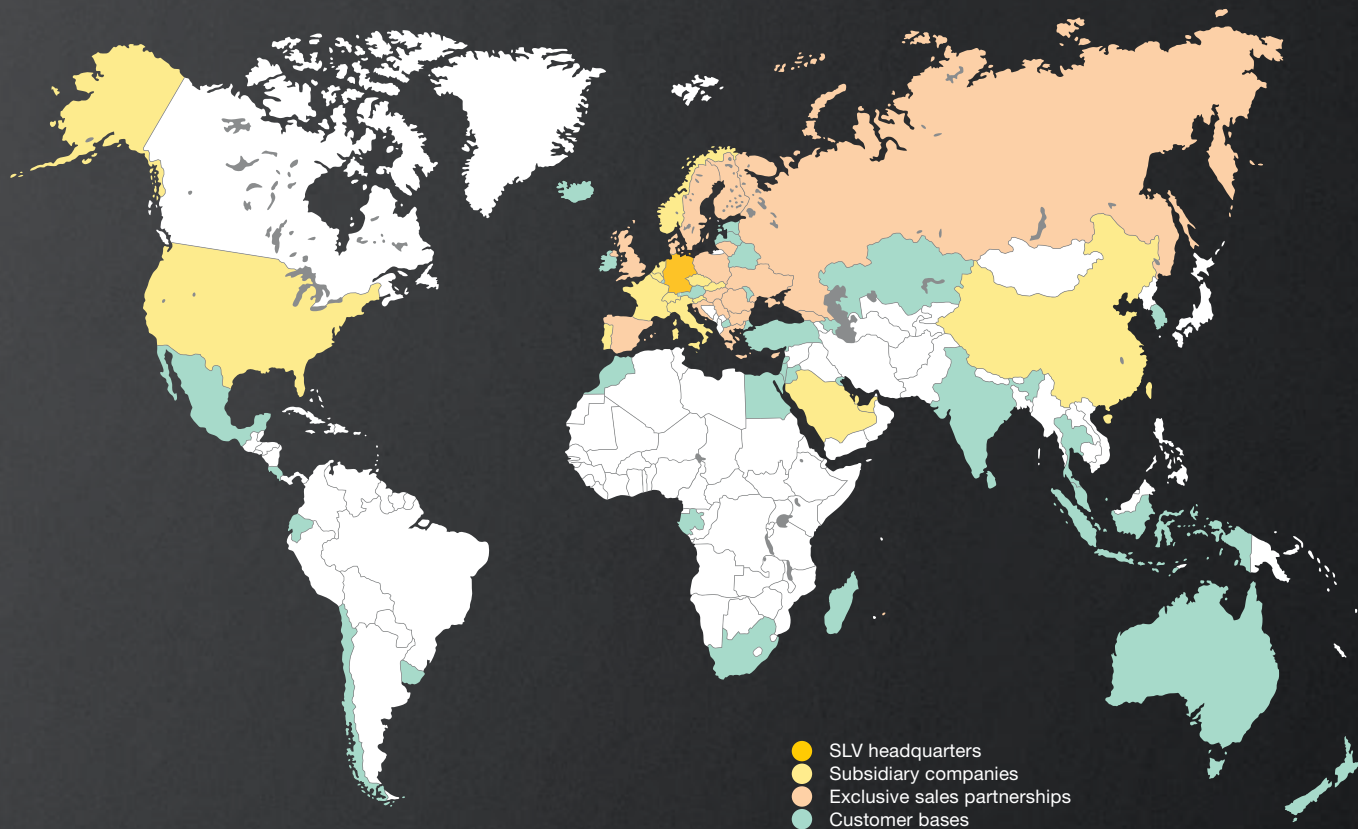 SLV headquarters
Subsidiary companies
Exclusive sales partnerships
Customer bases